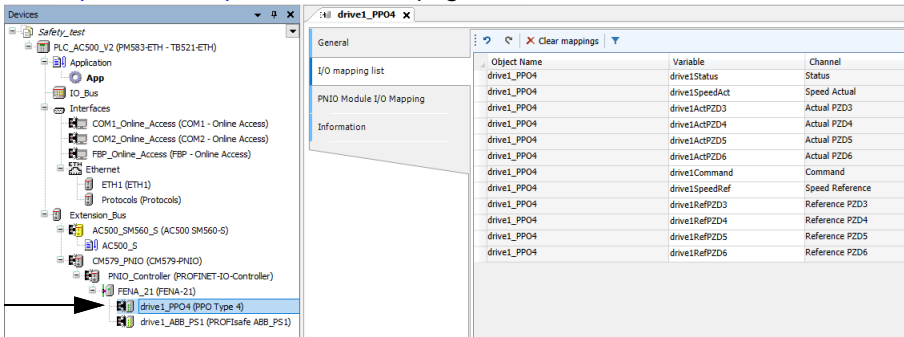 Devices
Safety_test
PLC_AC500_V2 (PM583-ETH - TB521-ETH)
Application
App
IO_Bus
Interfaces
COM1_Online_Access (COM1 - Online Access)
COM2_Online_Access (COM2 - Online Access)
FBP_Online_Access (FBP - Online Access)
ETH Ethernet
ETH1 (ETH1)
Protocols (Protocols)
Extension_Bus
AC500_SM560_S (AC500 SM560-S)
AC500_S
CM579_PNIO (CM579-PNIO)
PNIO_Controller (PROFINET-IO-Controller)
FENA_21 (FENA-21)
drive1_PPO4 (PPO Type 4)
drive1_ABB_PS1 (PROFIsafe ABB_PS1)
drive1_PPO4 X
General
I/O mapping list
PNIO Module I/O Mapping
Information
Clear mappings
Object Name Variable Channel
drive1_PPO4 drive1Status Status
drive1_PPO4 drive1SpeedAct Speed Actual
drive1_PPO4 drive1ActPZD3 Actual PZD3
drive1_PPO4 drive1ActPZD4 Actual PZD4
drive1_PPO4 drive1ActPZD5 Actual PZD5
drive1_PPO4 drive1ActPZD6 Actual PZD6
drive1_PPO4 drive1Command Command
drive1_PPO4 drive1SpeedRef Speed Reference
drive1_PPO4 drive1RefPZD3 Reference PZD3
drive1_PPO4 drive1RefPZD4 Reference PZD4
drive1_PPO4 drive1RefPZD5 Reference PZD5
drive1_PPO4 drive1RefPZD6 Reference PZD6